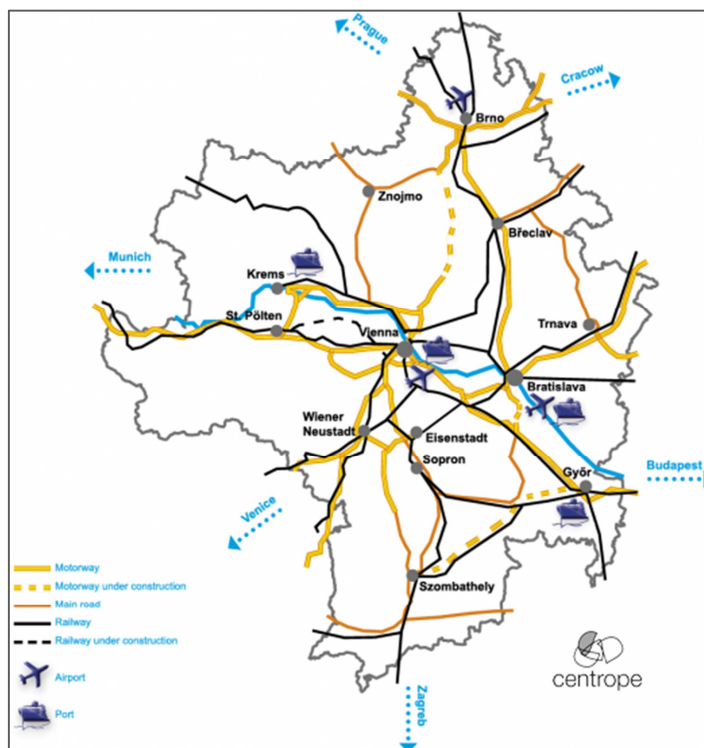 Prague
Cracow
Brno
Znojmo
Břeclav
Munich
Krems
St. Pölten
Vienna
Trnava
Bratislava
Wiener
Neustadt
Eisenstadt
Sopron
Győr
Budapest
Venice
Szombathely
Zagreb
Motorway
Motorway under construction
Main road
Railway
Railway under construction
Airport
Port
centrope